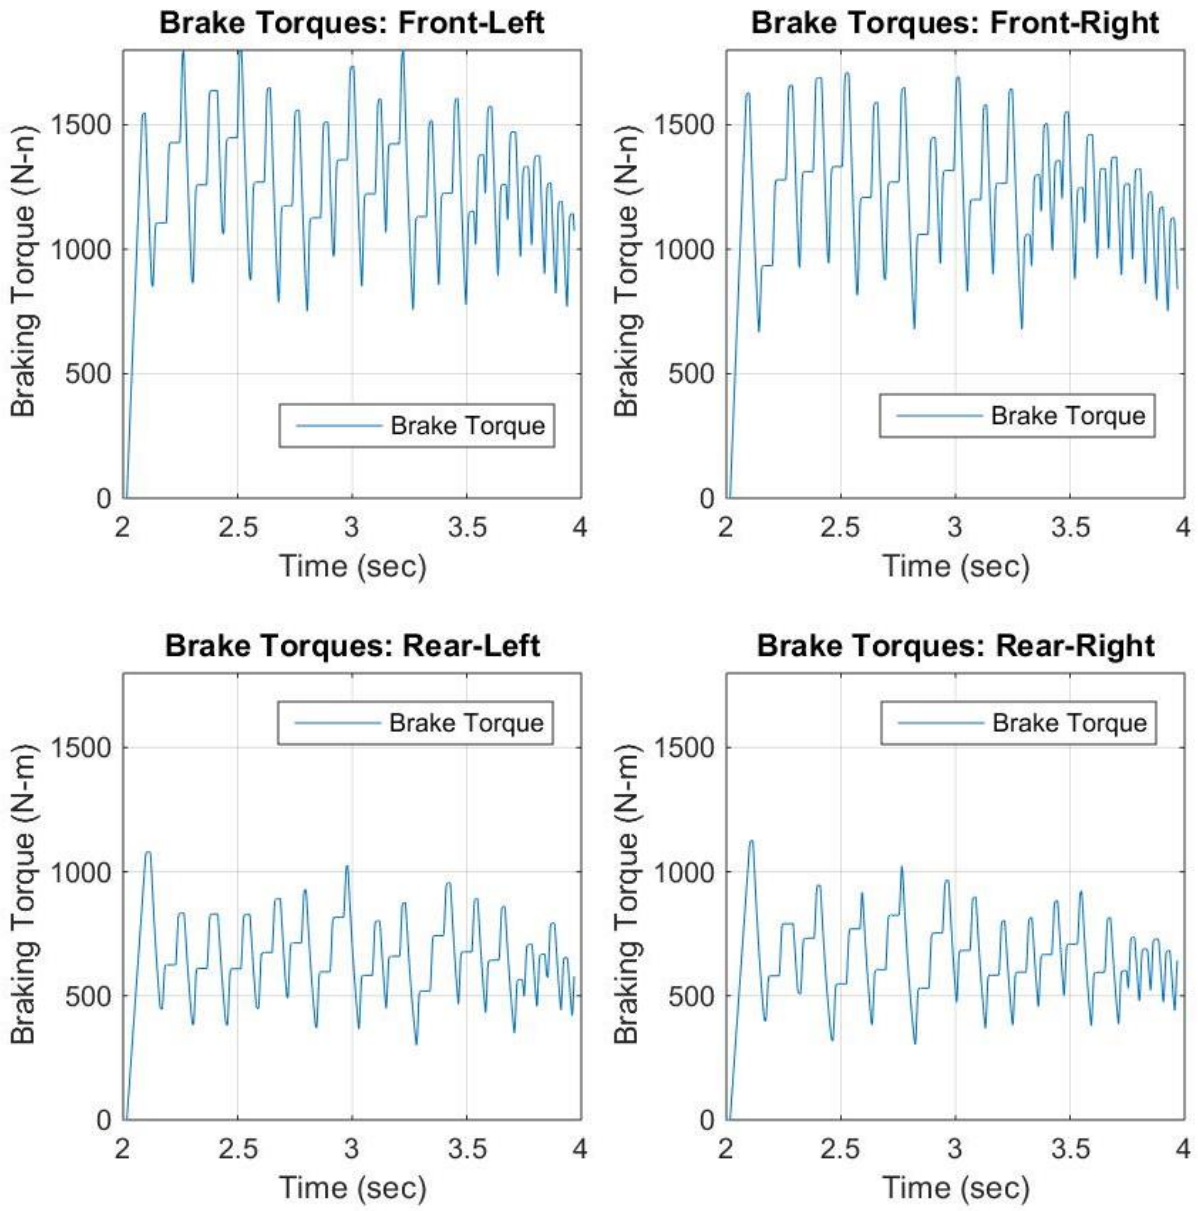 Brake Torques: Front-Left
Braking Torque (N-n)
1500
1000
500
0
Brake Torque
2 2.5 3 3.5 4
Time (sec)
Brake Torques: Front-Right
Braking Torque (N-n)
1500
1000
500
0
Brake Torque
2 2.5 3 3.5 4
Time (sec)
Brake Torques: Rear-Left
Braking Torque (N-m)
Brake Torque
1500
1000
500
0
2 2.5 3 3.5 4
Time (sec)
Brake Torques: Rear-Right
Braking Torque (N-m)
Brake Torque
1500
1000
500
0
2 2.5 3 3.5 4
Time (sec)